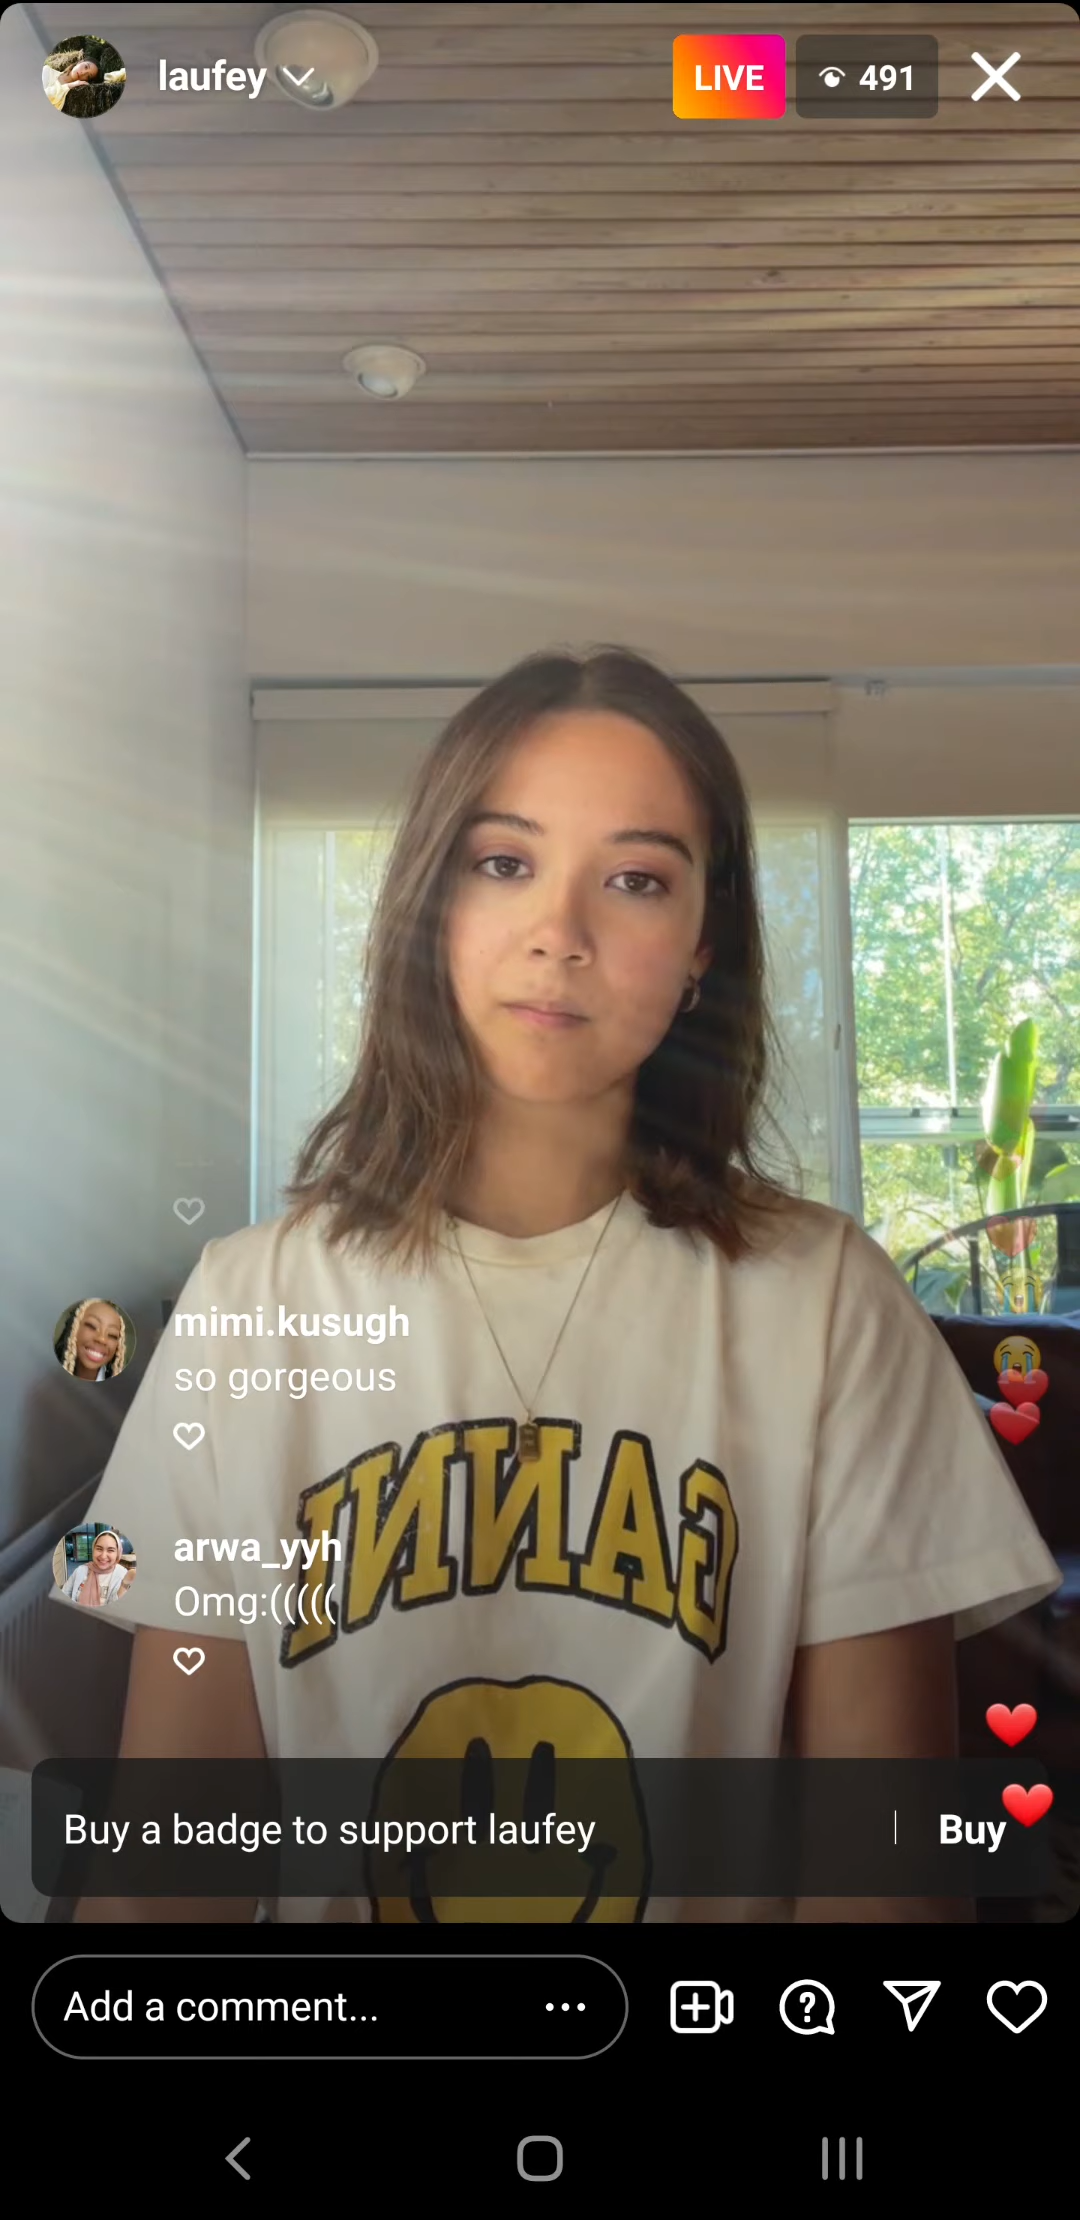 laufey
LIVE
491
mimi.kusugh
so gorgeous
arwa_yyh
Omg:(((((
GANNI
Buy a badge to support laufey
Buy
Add a comment...